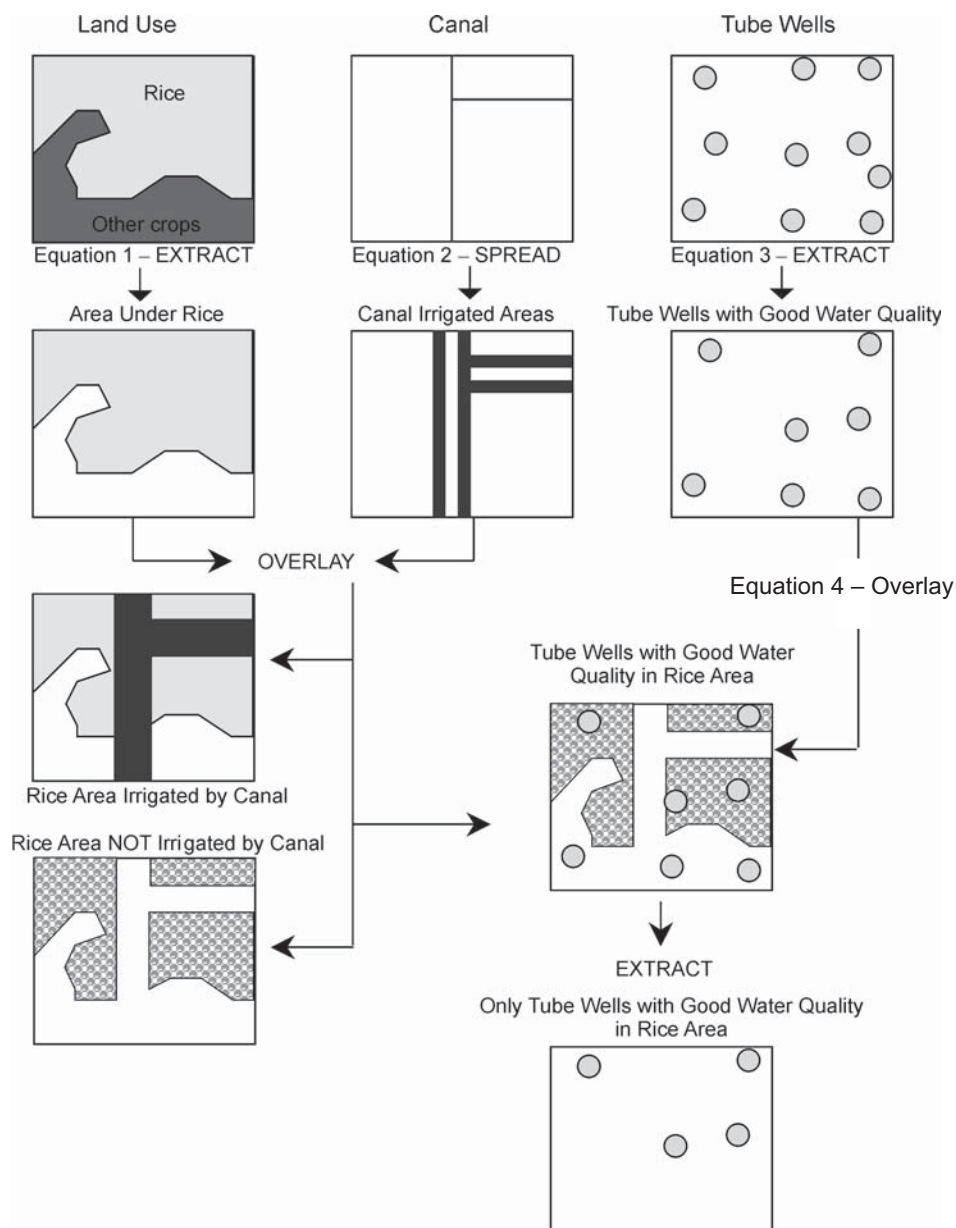 Land Use
Canal
Tube Wells
Rice
Other crops
Equation 1 – EXTRACT
Equation 2 – SPREAD
Equation 3 – EXTRACT
Area Under Rice
Canal Irrigated Areas
Tube Wells with Good Water Quality
OVERLAY
Equation 4 – Overlay
Tube Wells with Good Water
Quality in Rice Area
Rice Area Irrigated by Canal
Rice Area NOT Irrigated by Canal
EXTRACT
Only Tube Wells with Good Water Quality
in Rice Area